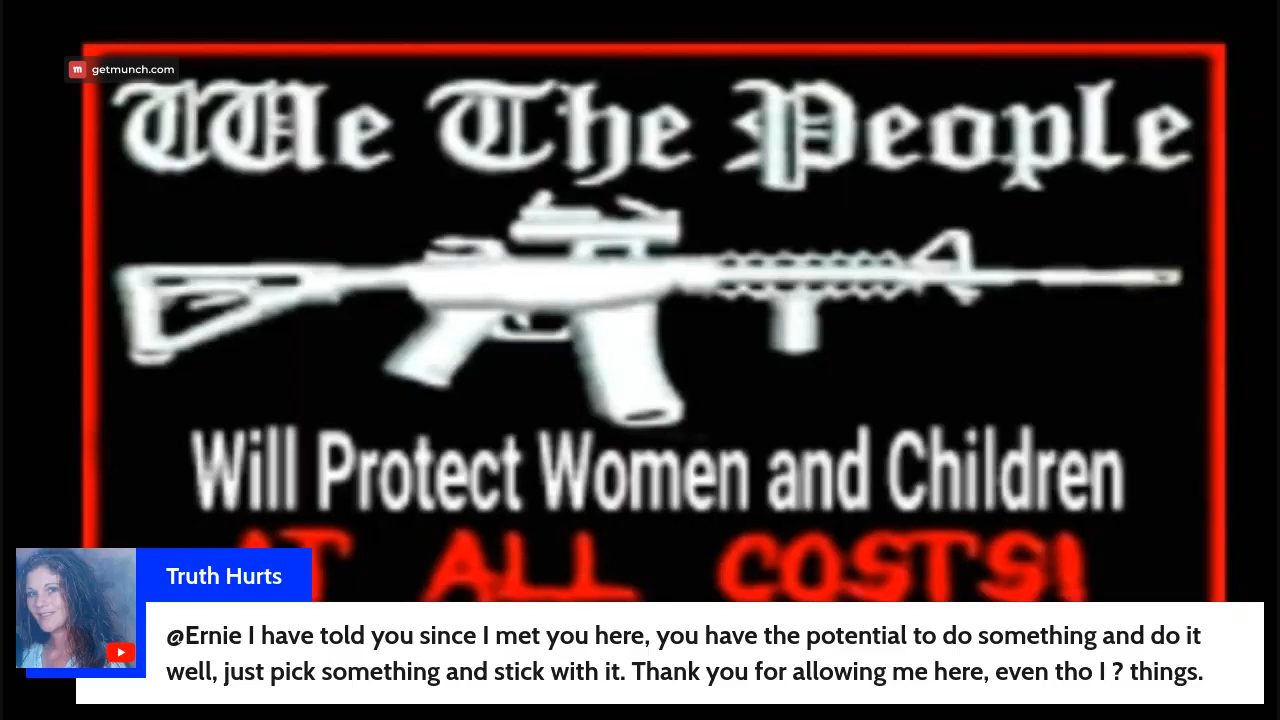 m getmunch.com
We The People
Will Protect Women and Children
AT ALL COSTS!
Truth Hurts
@Ernie I have told you since I met you here, you have the potential to do something and do it
well, just pick something and stick with it. Thank you for allowing me here, even tho I ? things.